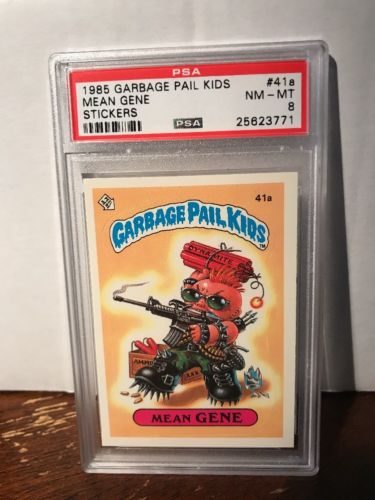 PSA
1985 GARBAGE PAIL KIDS #41a
MEAN GENE NM-MT
STICKERS 8
PSA 25623771
41a
GARBAGE PAIL KIDS
TM
DYNAMITE
AMMO
MEAN GENE